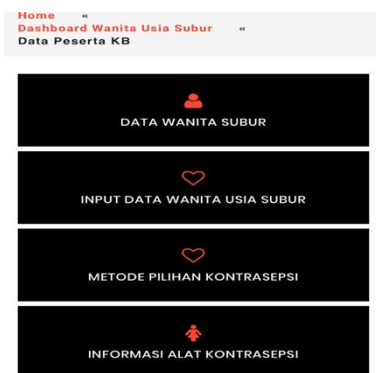 Home «
Dashboard Wanita Usia Subur «
Data Peserta KB
DATA WANITA SUBUR
INPUT DATA WANITA USIA SUBUR
METODE PILIHAN KONTRASEPSI
INFORMASI ALAT KONTRASEPSI